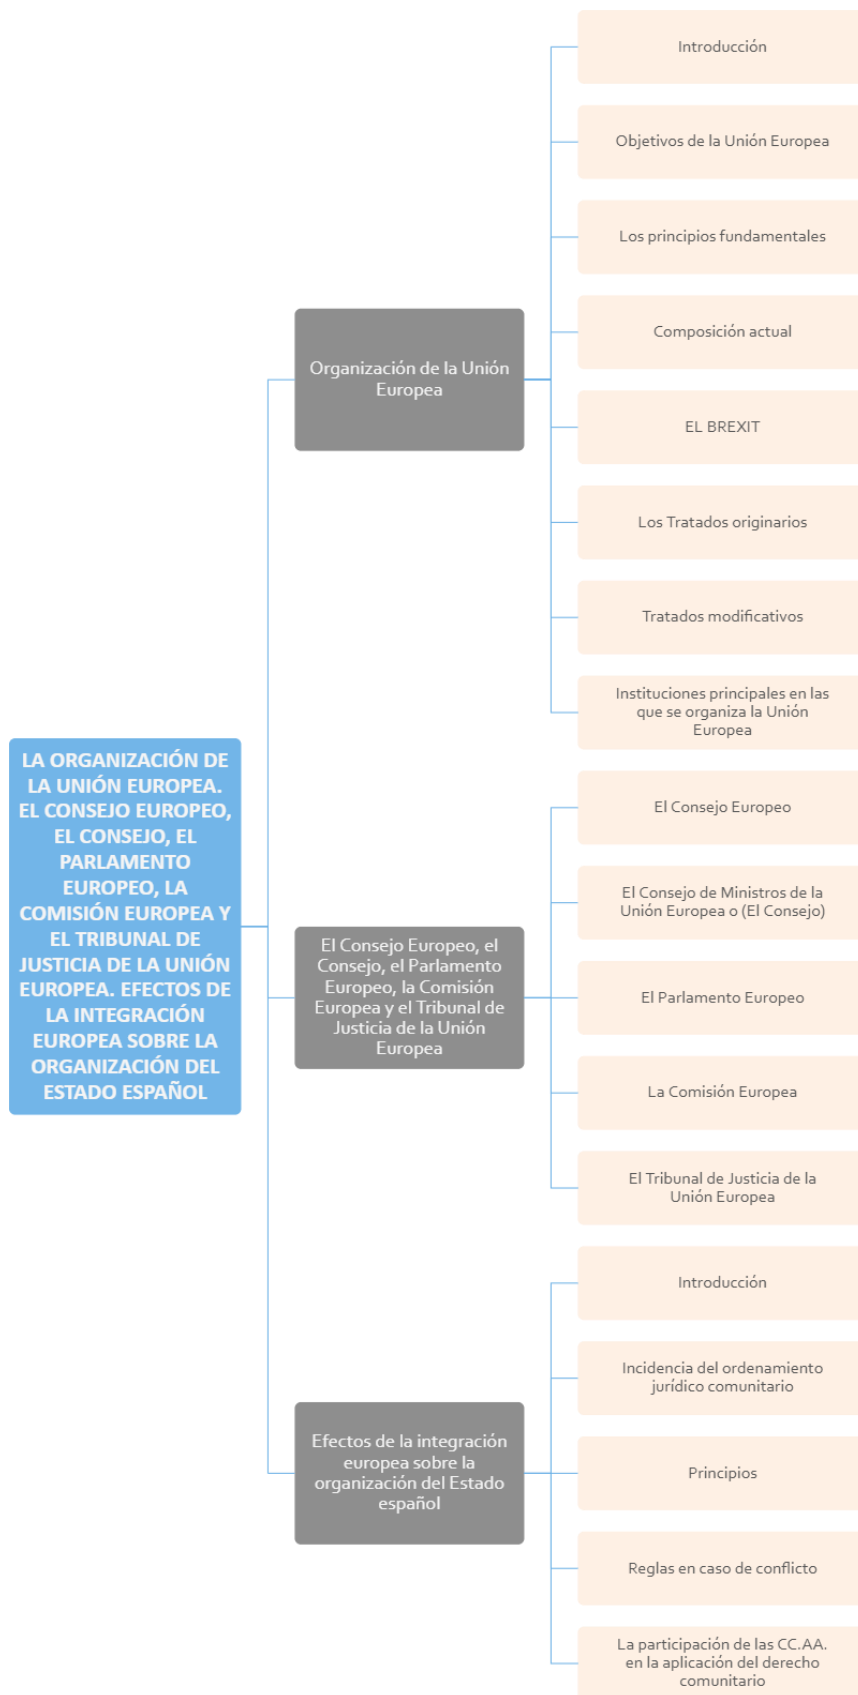 LA ORGANIZACIÓN DE
LA UNIÓN EUROPEA.
EL CONSEJO EUROPEO,
EL CONSEJO, EL
PARLAMENTO
EUROPEO, LA
COMISIÓN EUROPEA Y
EL TRIBUNAL DE
JUSTICIA DE LA UNIÓN
EUROPEA. EFECTOS DE
LA INTEGRACIÓN
EUROPEA SOBRE LA
ORGANIZACIÓN DEL
ESTADO ESPAÑOL
Organización de la Unión
Europea
Introducción
Objetivos de la Unión Europea
Los principios fundamentales
Composición actual
EL BREXIT
Los Tratados originarios
Tratados modificativos
Instituciones principales en las
que se organiza la Unión
Europea
El Consejo Europeo, el
Consejo, el Parlamento
Europeo, la Comisión
Europea y el Tribunal de
Justicia de la Unión
Europea
El Consejo Europeo
El Consejo de Ministros de la
Unión Europea o (El Consejo)
El Parlamento Europeo
La Comisión Europea
El Tribunal de Justicia de la
Unión Europea
Efectos de la integración
europea sobre la
organización del Estado
español
Introducción
Incidencia del ordenamiento
jurídico comunitario
Principios
Reglas en caso de conflicto
La participación de las CC.AA.
en la aplicación del derecho
comunitario